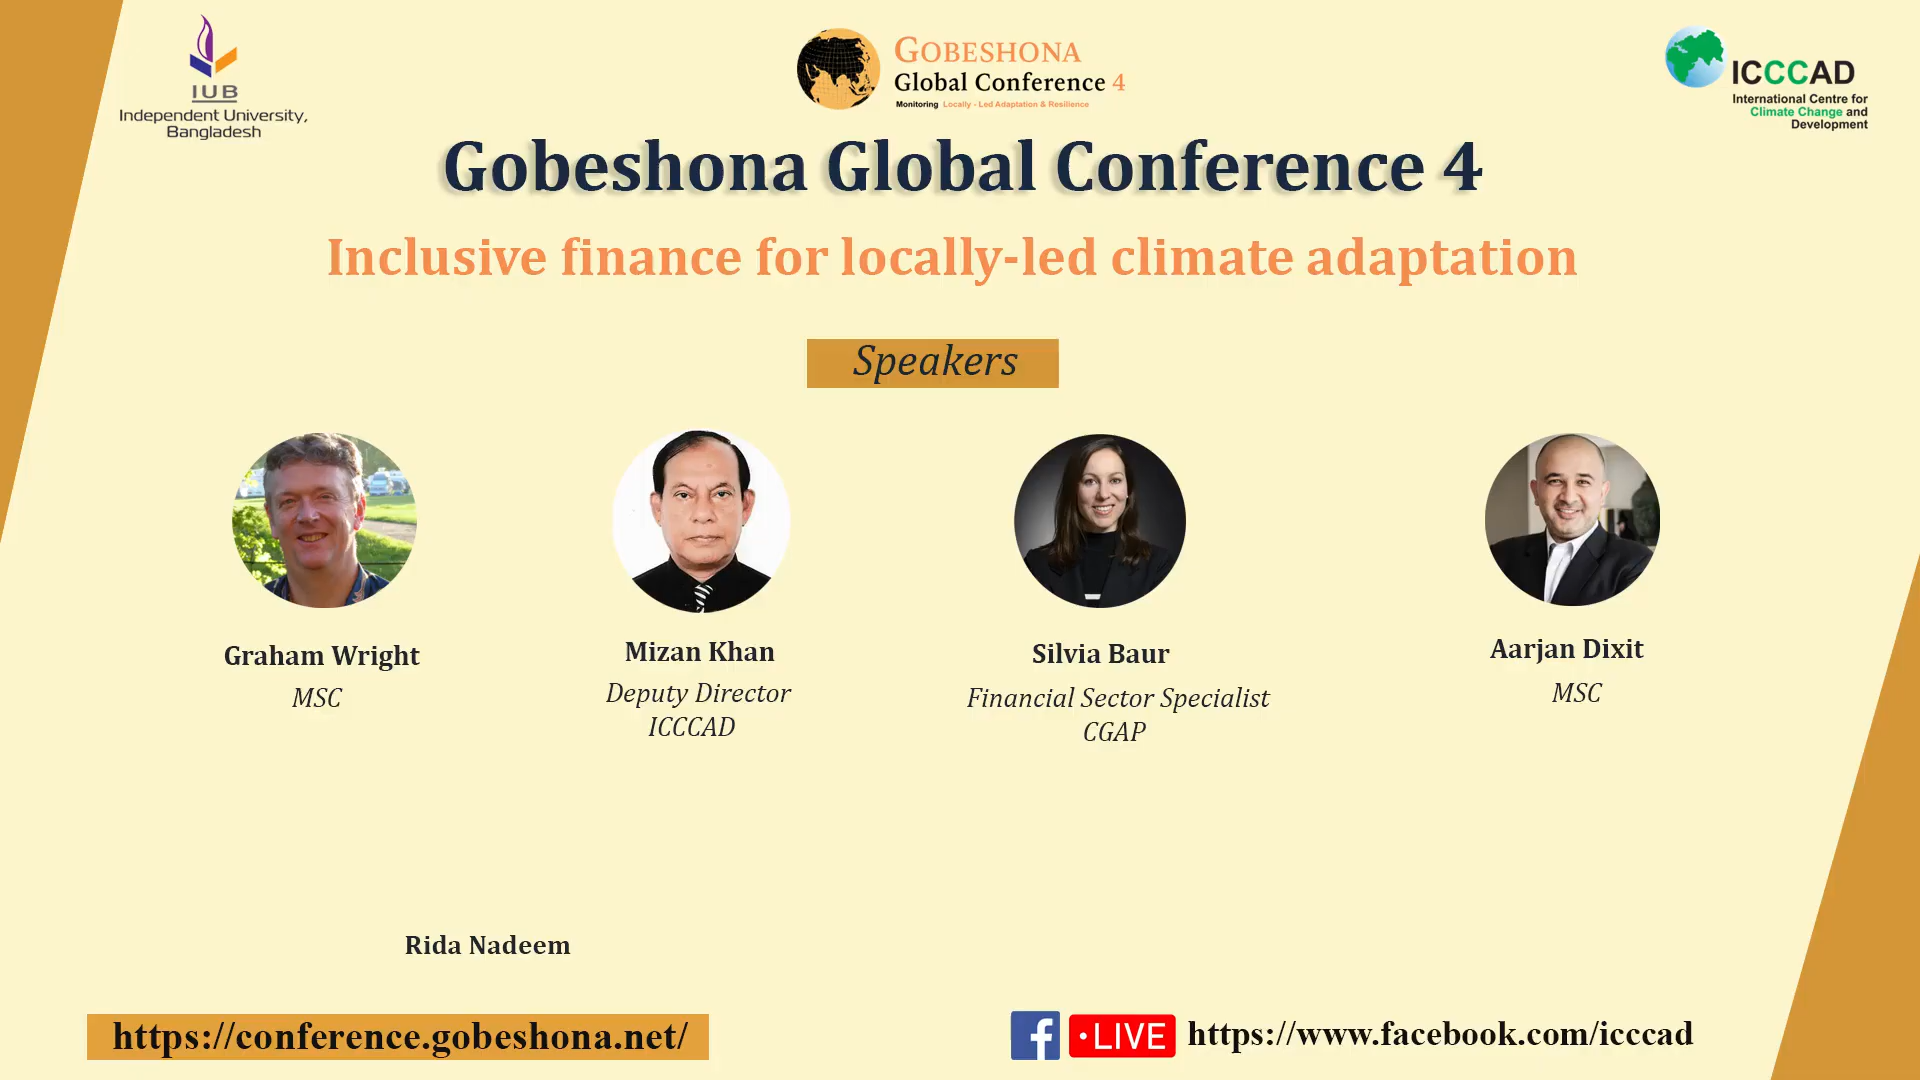 IUB
Independent University,
Bangladesh
GOBESHONA
Global Conference 4
Monitoring Locally - Led Adaptation & Resilience
ICCCAD
International Centre for
Climate Change and
Development
Gobeshona Global Conference 4
Inclusive finance for locally-led climate adaptation
Speakers
Graham Wright
MSC
Mizan Khan
Deputy Director
ICCCAD
Silvia Baur
Financial Sector Specialist
CGAP
Aarjan Dixit
MSC
Rida Nadeem
https://conference.gobeshona.net/
f
• LIVE
https://www.facebook.com/icccad